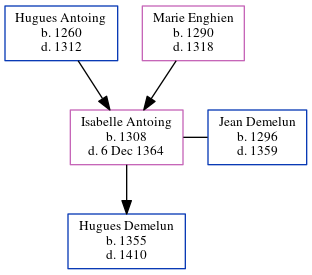 Hugues Antoing
b. 1260
d. 1312
Marie Enghien
b. 1290
d. 1318
Isabelle Antoing
b. 1308
d. 6 Dec 1364
Jean Demelun
b. 1296
d. 1359
Hugues Demelun
b. 1355
d. 1410